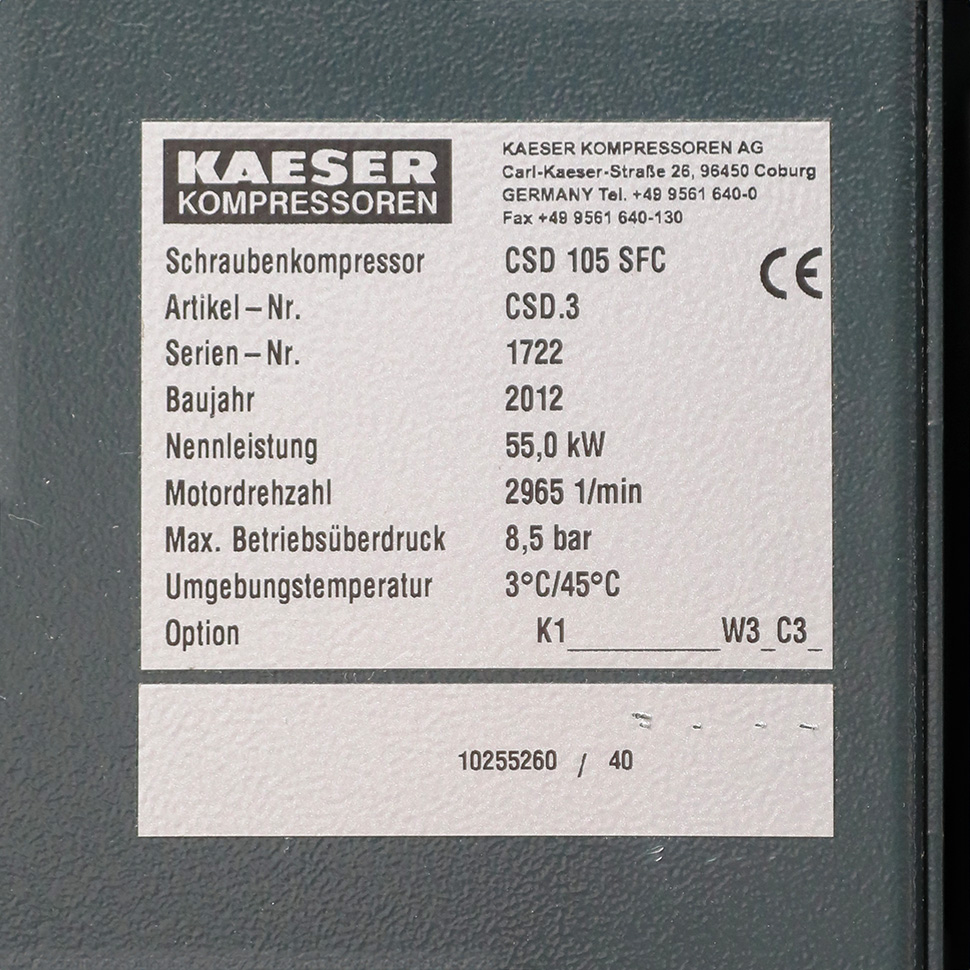 KAESER
KOMPRESSOREN
KAESER KOMPRESSOREN AG
Carl-Kaeser-Straße 26, 96450 Coburg
GERMANY Tel. +49 9561 640-0
Fax +49 9561 640-130
CE
Schraubenkompressor CSD 105 SFC
Artikel – Nr. CSD.3
Serien – Nr. 1722
Baujahr 2012
Nennleistung 55,0 kW
Motordrehzahl 2965 1/min
Max. Betriebsüberdruck 8,5 bar
Umgebungstemperatur 3°C/45°C
Option K1__________W3_C3_
10255260 / 40